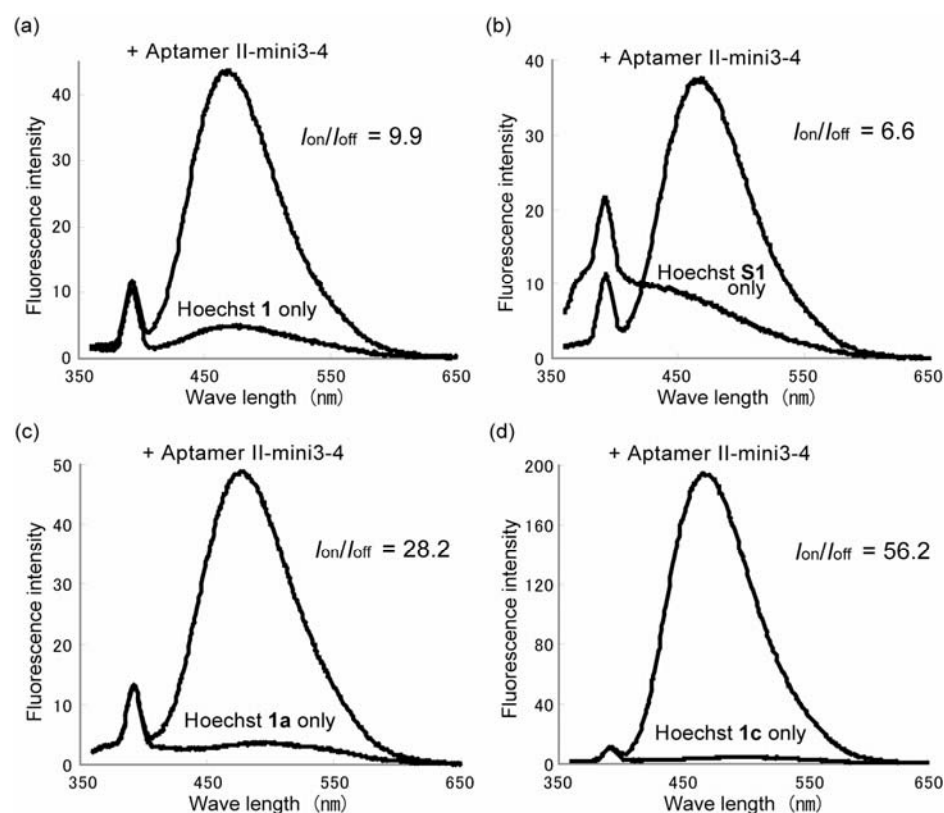 (a)
+ Aptamer II-mini3-4
40
30
20
10
0
Fluorescence intensity
Ion/Ioff = 9.9
Hoechst 1 only
350
450
550
650
Wave length (nm)
(b)
+ Aptamer II-mini3-4
40
30
20
10
0
Fluorescence intensity
Ion/Ioff = 6.6
Hoechst S1
only
350
450
550
650
Wave length (nm)
(c)
+ Aptamer II-mini3-4
50
40
30
20
10
0
Fluorescence intensity
Ion/Ioff = 28.2
Hoechst 1a only
350
450
550
650
Wave length (nm)
(d)
+ Aptamer II-mini3-4
200
160
120
80
40
0
Fluorescence intensity
Ion/Ioff = 56.2
Hoechst 1c only
350
450
550
650
Wave length (nm)